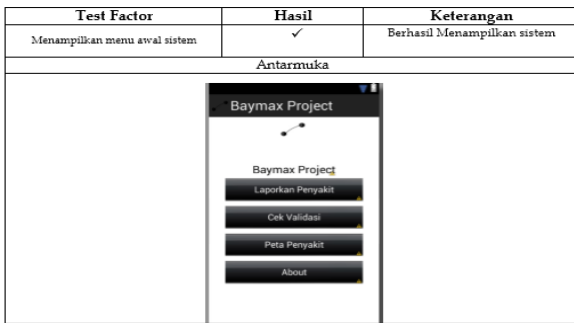 Test Factor Hasil Keterangan
Menampilkan menu awal sistem ✓ Berhasil Menampilkan sistem
Antarmuka
Baymax Project
Baymax Project
Laporkan Penyakit
Cek Validasi
Peta Penyakit
About